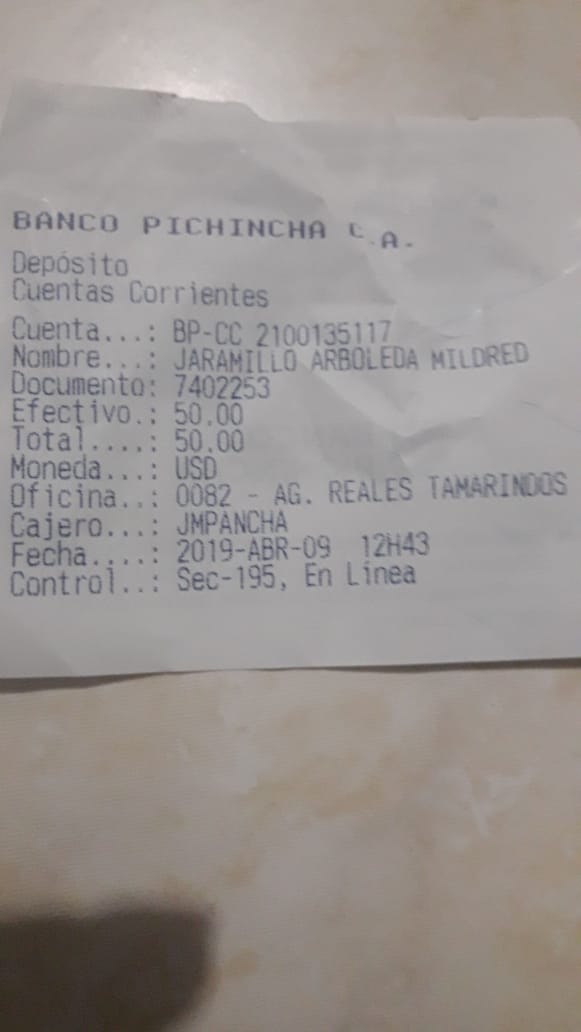 BANCO PICHINCHA C.A.
Depósito
Cuentas Corrientes
Cuenta...: BP-CC 2100135117
Nombre...: JARAMILLO ARBOLEDA MILDRED
Documento: 7402253
Efectivo.: 50.00
Total....: 50.00
Moneda...: USD
Oficina..: 0082 - AG. REALES TAMARINDOS
Cajero...: JMPANCHA
Fecha....: 2019-ABR-09 12H43
Control..: Sec-195, En Línea